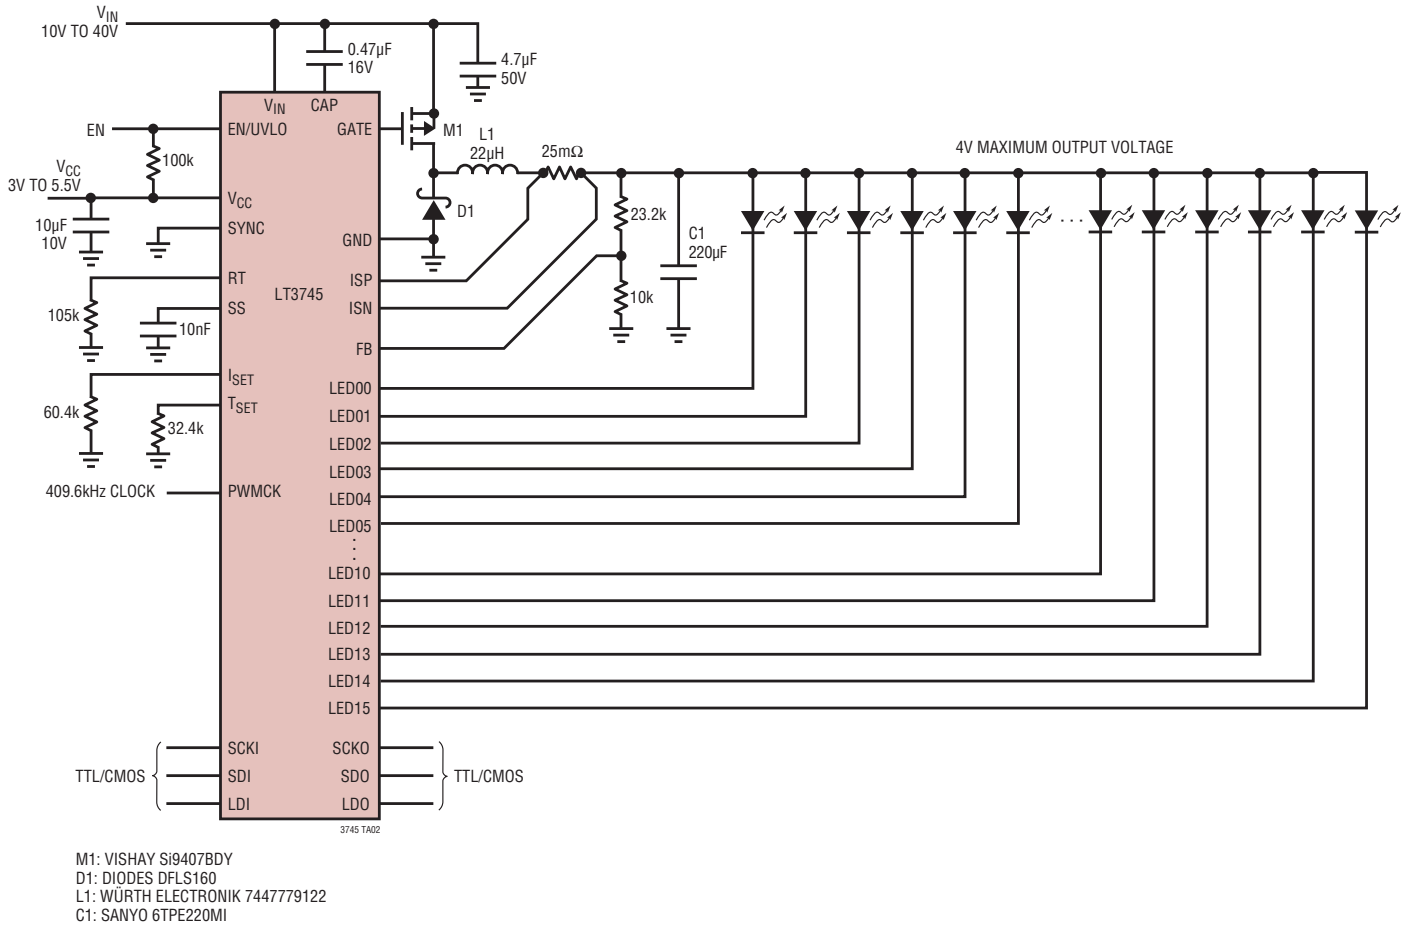 VIN
10V TO 40V
0.47µF
16V
4.7µF
50V
VIN
CAP
EN
EN/UVLO
GATE
M1
L1
22µH
25mΩ
4V MAXIMUM OUTPUT VOLTAGE
100k
VCC
3V TO 5.5V
VCC
D1
10µF
10V
SYNC
GND
23.2k
C1
220µF
RT
ISP
LT3745
10k
105k
SS
ISN
10nF
FB
ISET
LED00
60.4k
TSET
LED01
32.4k
LED02
LED03
409.6kHz CLOCK
PWMCK
LED04
LED05
LED10
LED11
LED12
LED13
LED14
LED15
SCKI
SCKO
TTL/CMOS
SDI
SDO
TTL/CMOS
LDI
LDO
3745 TA02
M1: VISHAY Si9407BDY
D1: DIODES DFLS160
L1: WÜRTH ELECTRONIK 7447779122
C1: SANYO 6TPE220MI